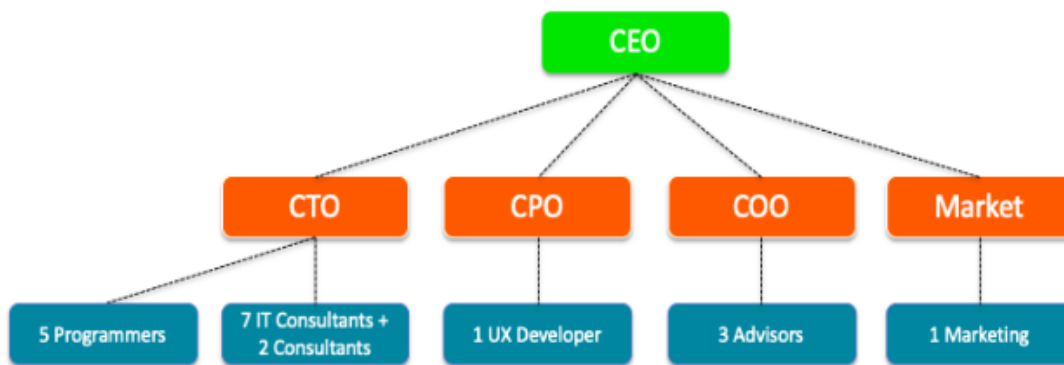 CEO
CTO
CPO
COO
Market
5 Programmers
7 IT Consultants +
2 Consultants
1 UX Developer
3 Advisors
1 Marketing